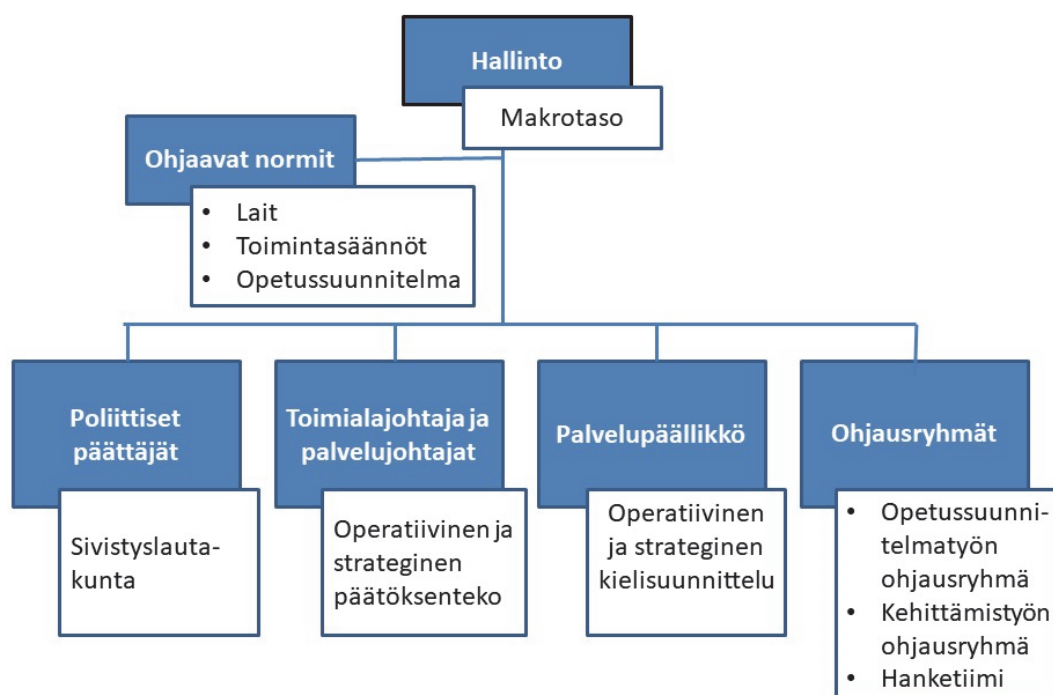 Hallinto
Makrotaso
Ohjaavat normit
• Lait
• Toimintasäännöt
• Opetussuunnitelma
Poliittiset
päättäjät
Sivistyslauta-
kunta
Toimialajohtaja ja
palvelujohtajat
Operatiivinen ja
strateginen
päätöksenteko
Palvelupäällikkö
Operatiivinen
ja strateginen
kielisuunnittelu
Ohjausryhmät
• Opetussuunni-
telmatyön
ohjausryhmä
• Kehittämistyön
ohjausryhmä
• Hanketiimi